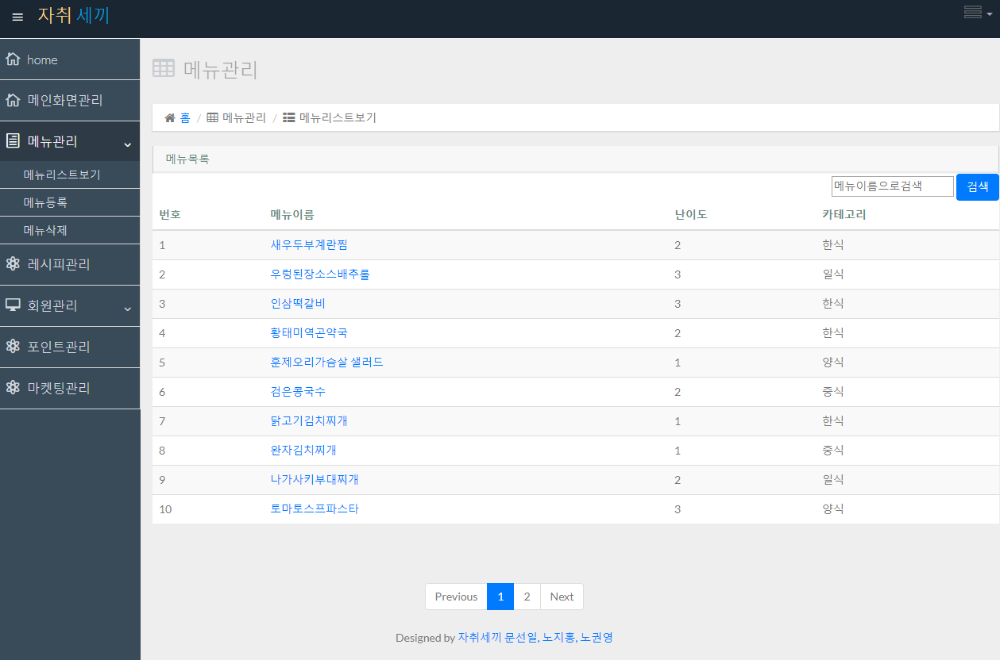 자취 세끼
home
메인화면관리
메뉴관리
메뉴리스트보기
메뉴등록
메뉴삭제
레시피관리
회원관리
포인트관리
마켓팅관리
메뉴관리
홈 / 메뉴관리 / 메뉴리스트보기
메뉴목록
메뉴이름으로검색 검색
번호 메뉴이름 난이도 카테고리
1 새우두부계란찜 2 한식
2 우렁된장소스배추롤 3 일식
3 인삼떡갈비 3 한식
4 황태미역곤약국 2 한식
5 훈제오리가슴살 샐러드 1 양식
6 검은콩국수 2 중식
7 닭고기김치찌개 1 한식
8 완자김치찌개 1 중식
9 나가사키부대찌개 2 일식
10 토마토스프파스타 3 양식
Previous 1 2 Next
Designed by 자취세끼 문선일, 노지홍, 노권영